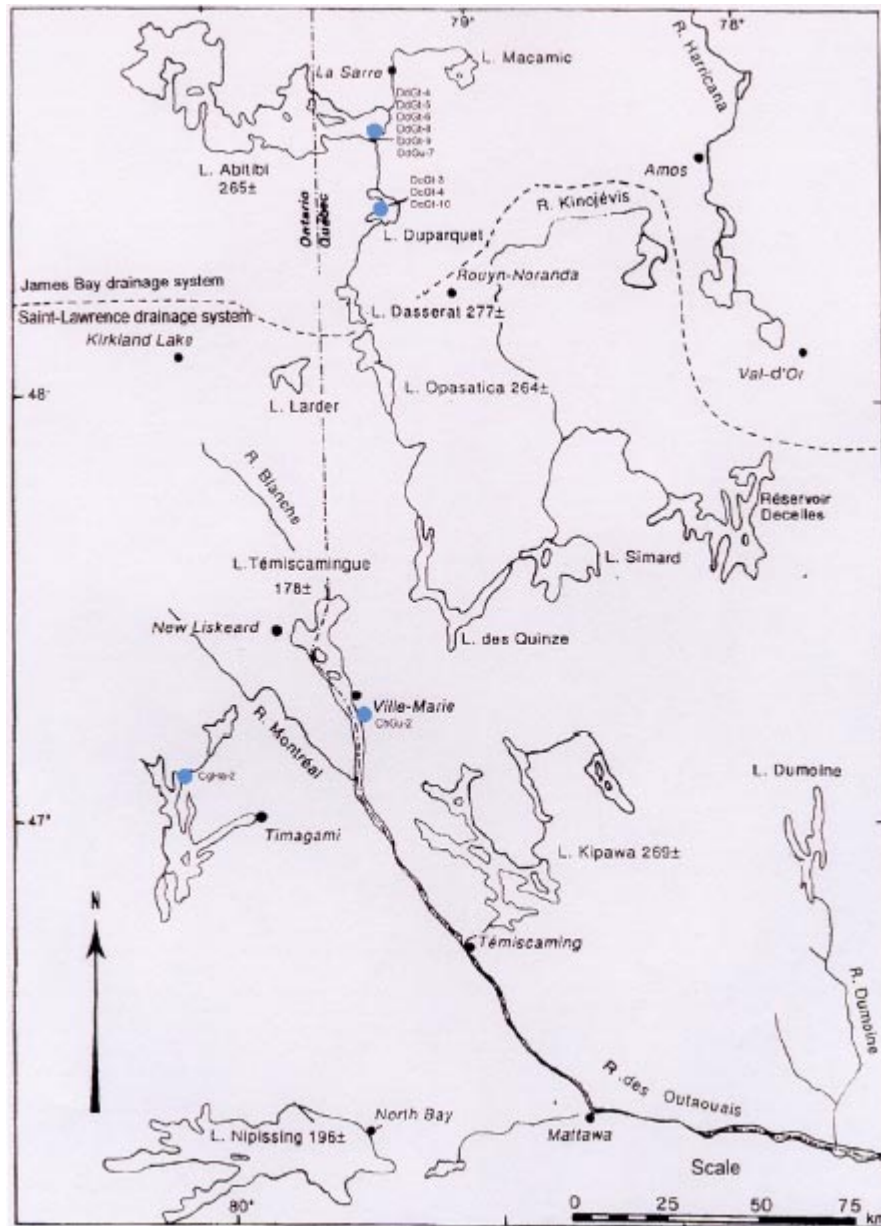 79°
78°
R. Harricana
L. Macamic
La Sarre
DdGt-4
DdGt-5
DdGt-6
DdGt-8
DdGt-9
DdGu-7
Amos
L. Abitibi
265±
DcGt-3
DcGt-4
DcGt-10
Ontario
Québec
R. Kinojévis
L. Duparquet
James Bay drainage system
Rouyn-Noranda
Saint-Lawrence drainage system
L. Dasserat 277±
Kirkland Lake
Val-d'Or
L. Opasatica 264±
48
L. Larder
R. Blanche
Réservoir
Decelles
L. Témiscamingue
178±
L. Simard
New Liskeard
L. des Quinze
Ville-Marie
ChGu-2
R. Montréal
CgHa-2
L. Dumoine
47°
Timagami
L. Kipawa 269±
N
Témiscaming
R. Dumoine
R. des Outaouais
North Bay
L. Nipissing 196±
Mattawa
Scale
80°
0 25 50 75
km